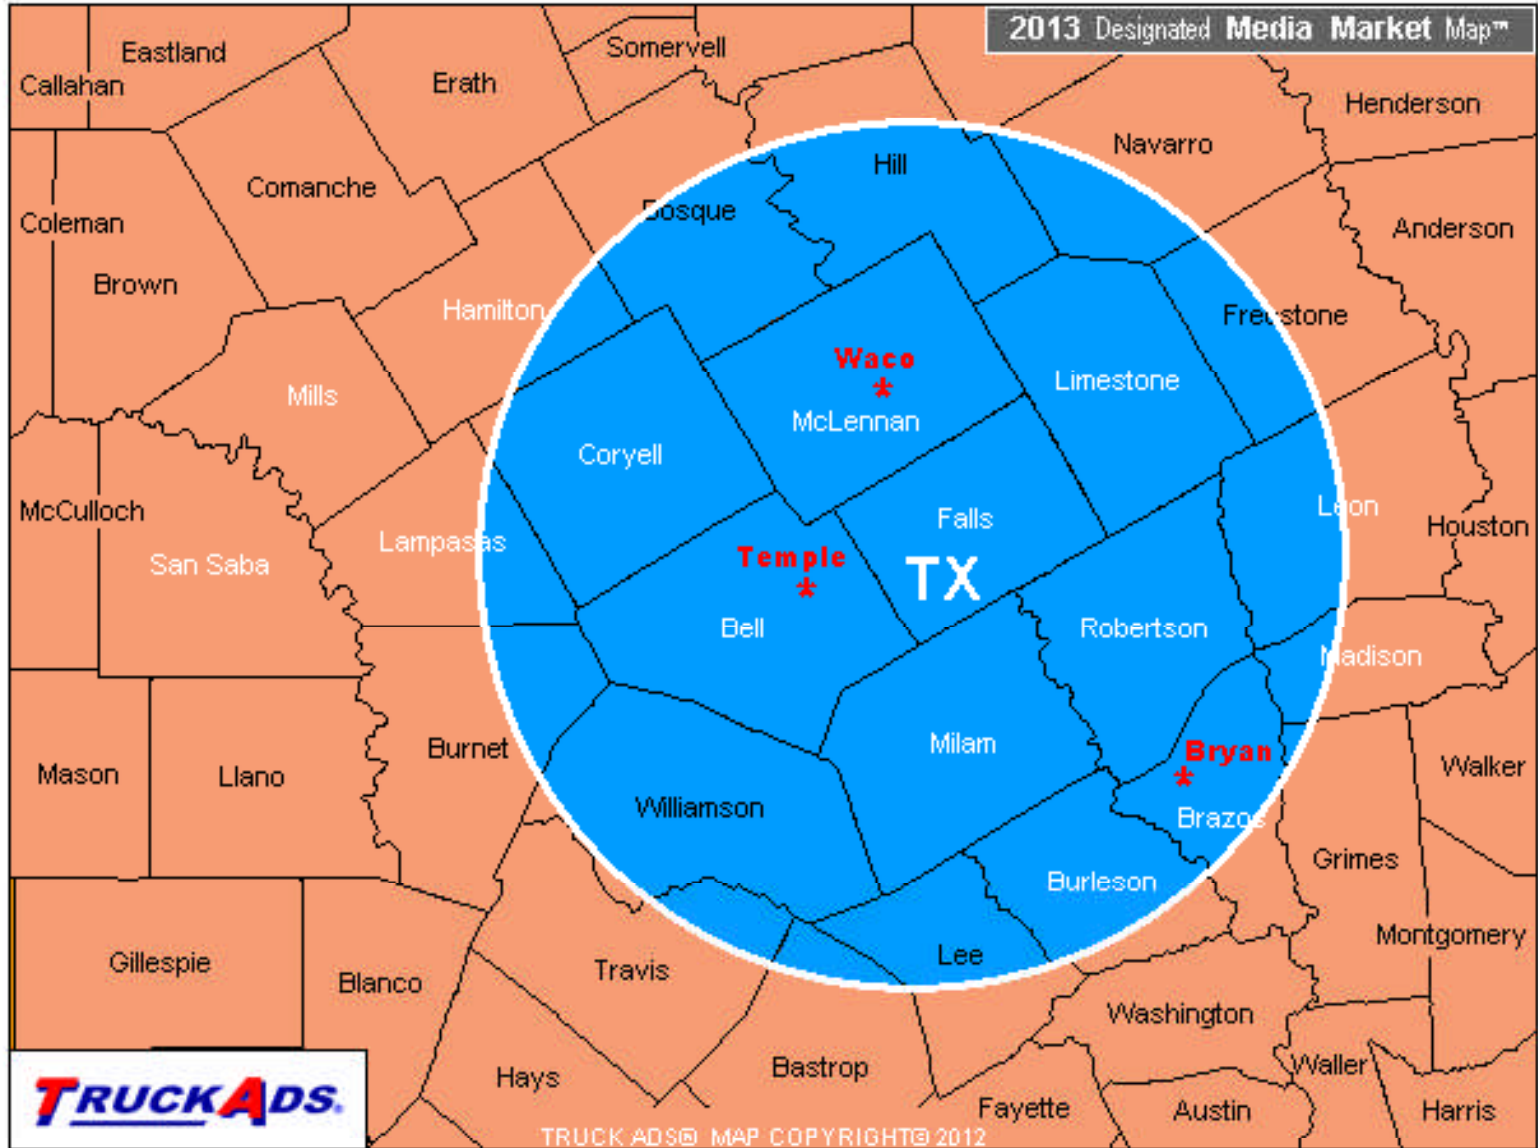 2013 Designated Media Market Map™
Somervell
Eastland
Callahan
Erath
Henderson
Navarro
Hill
Comanche
Bosque
Coleman
Anderson
Brown
Hamilton
Freestone
Waco
*
Limestone
Mills
McLennan
Coryell
McCulloch
Leon
Falls
Houston
Lampasas
San Saba
Temple
*
TX
Bell
Robertson
Madison
Milam
Burnet
Bryan
*
Walker
Mason
Llano
Williamson
Brazos
Grimes
Burleson
Montgomery
Lee
Gillespie
Travis
Blanco
Washington
Waller
Bastrop
Hays
TRUCKADS®
Fayette
Austin
Harris
TRUCK ADS® MAP COPYRIGHT© 2012